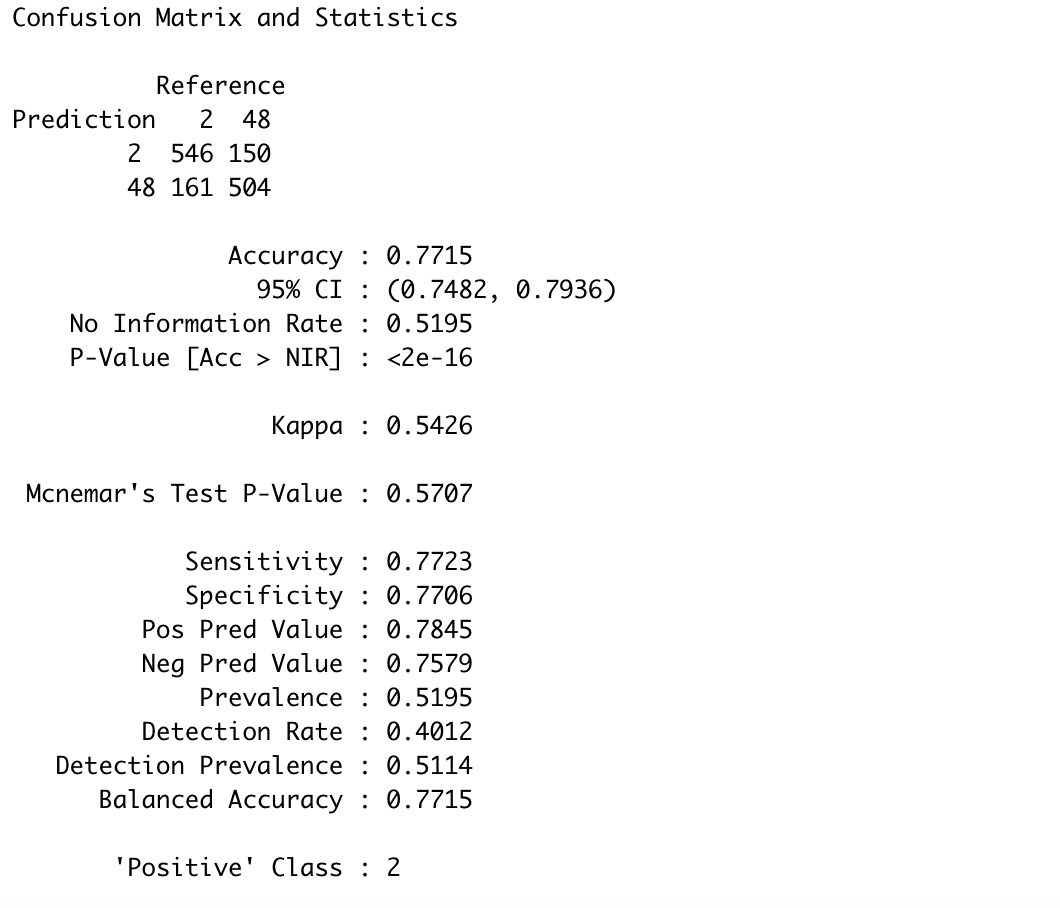 Confusion Matrix and Statistics
Reference
Prediction 2 48
2 546 150
48 161 504
Accuracy : 0.7715
95% CI : (0.7482, 0.7936)
No Information Rate : 0.5195
P-Value [Acc > NIR] : <2e-16
Kappa : 0.5426
Mcnemar's Test P-Value : 0.5707
Sensitivity : 0.7723
Specificity : 0.7706
Pos Pred Value : 0.7845
Neg Pred Value : 0.7579
Prevalence : 0.5195
Detection Rate : 0.4012
Detection Prevalence : 0.5114
Balanced Accuracy : 0.7715
'Positive' Class : 2